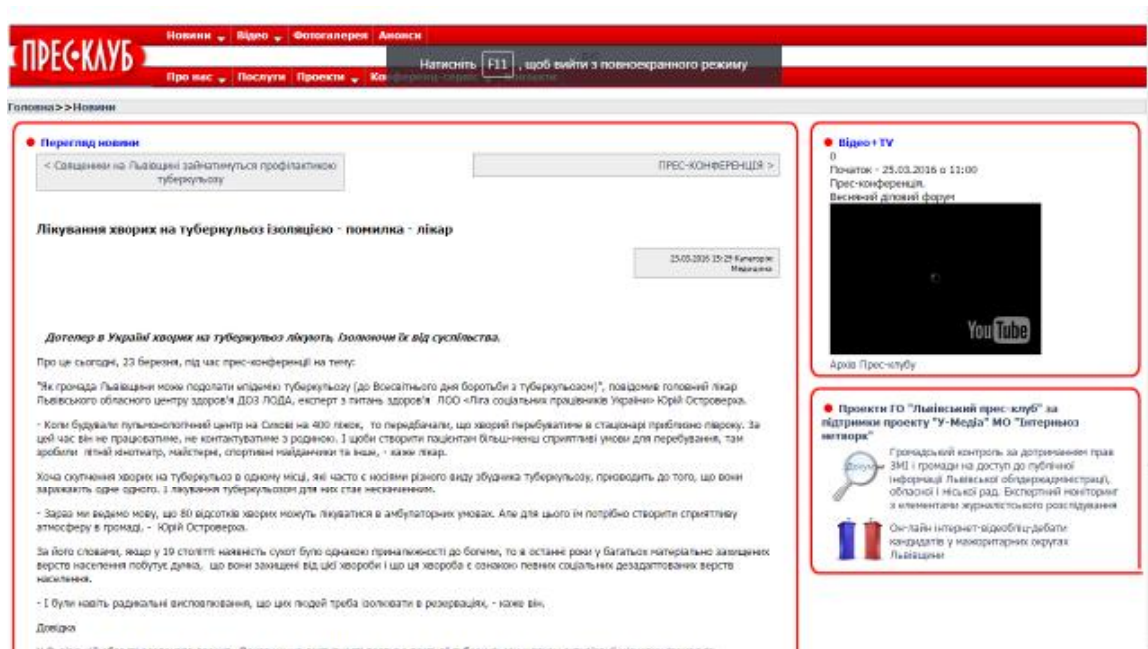 Новини Відео Фотогалерея Анонси
ПРЕС-КЛУБ
Натисніть F11 , щоб вийти з повноекранного режиму
Про нас Послуги Проекти
Головна>>Новини
Перегляд новини
< Священики на Львівщині займатимуться профілактикою
туберкульозу
ПРЕС-КОНФЕРЕНЦІЯ >
Лікування хворих на туберкульоз ізоляцією - помилка - лікар
23.03.2016 15:29 Категорія:
Медицина
Дотепер в Україні хворих на туберкульоз лікують, ізолюючи їх від суспільства.
Про це сьогодні, 23 березня, під час прес-конференції на тему:
"Як громада Львівщини може подолати епідемію туберкульозу (до Всесвітнього дня боротьби з туберкульозом)", повідомив головний лікар
Львівського обласного центру здоров'я ДОЗ ЛОДА, експерт з питань здоров'я ЛОО «Ліга соціальних працівників України» Юрій Островерха.
- Коли будували пульмонологічний центр на Сихові на 400 ліжок, то передбачали, що хворий перебуватиме в стаціонарі приблизно півроку. За
цей час він не працюватиме, не контактуватиме з родиною. І щоби створити пацієнтам більш-менш сприятливі умови для перебування, там
зробили літній кінотеатр, майстерні, спортивні майданчики та інше, - каже лікар.
Хоча скупчення хворих на туберкульоз в одному місці, які часто є носіями різного виду збудника туберкульозу, призводить до того, що вони
заражають одне одного. І лікування туберкульозом для них стає нескінченним.
- Зараз ми ведемо мову, що 80 відсотків хворих можуть лікуватися в амбулаторних умовах. Але для цього їм потрібно створити сприятливу
атмосферу в громаді, - Юрій Островерха.
За його словами, якщо у 19 столітті наявність сухот було ознакою приналежності до богеми, то в останні роки у багатьох матеріально захищених
верств населення побутує думка, що вони захищені від цієї хвороби і що ця хвороба є ознакою певних соціальних дезадаптованих верств
населення.
- І були навіть радикальні висловлювання, що цих людей треба ізолювати в резерваціях, - каже він.
Довідка
Відео+TV
0
Початок - 25.03.2016 о 11:00
Прес-конференція.
Весняний діловий форум
YouTube
Архів Прес-клубу
Проекти ГО "Львівський прес-клуб" за
підтримки проекту "У-Медіа" МО "Інтерньюз
нетворк"
Громадський контроль за дотриманням прав
ЗМІ і громади на доступ до публічної
інформації Львівської облдержадміністрації,
обласної і міської рад. Експертний моніторинг
з елементами журналістського розслідування
Он-лайн інтернет-відеобліц-дебати
кандидатів у мажоритарних округах
Львівщини